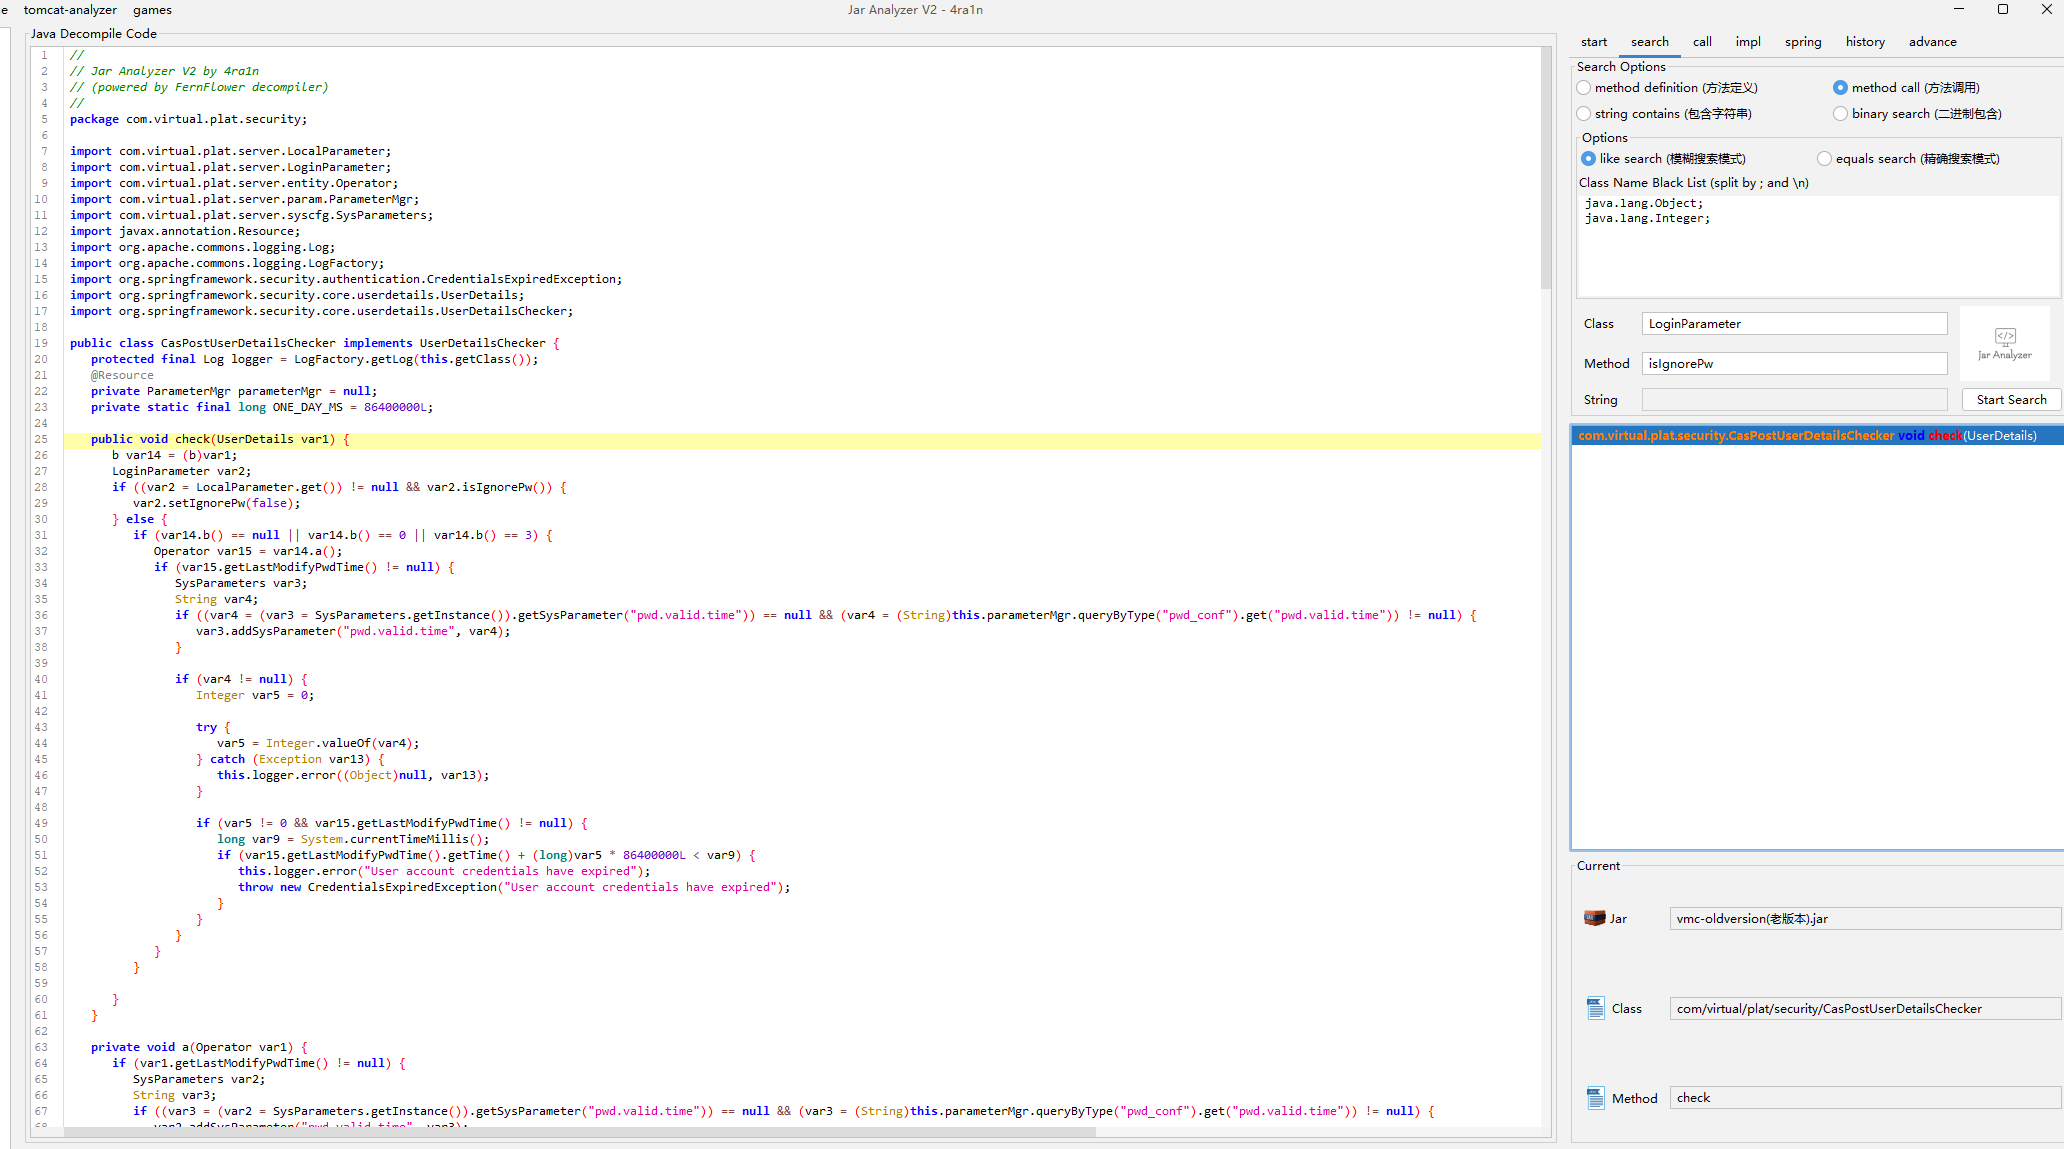 e tomcat-analyzer games
Jar Analyzer V2 - 4ra1n
Java Decompile Code
1 //
2 // Jar Analyzer V2 by 4ra1n
3 // (powered by FernFlower decompiler)
4 //
5 package com.virtual.plat.security;
6
7 import com.virtual.plat.server.LocalParameter;
8 import com.virtual.plat.server.LoginParameter;
9 import com.virtual.plat.server.entity.Operator;
10 import com.virtual.plat.server.param.ParameterMgr;
11 import com.virtual.plat.server.syscfg.SysParameters;
12 import javax.annotation.Resource;
13 import org.apache.commons.logging.Log;
14 import org.apache.commons.logging.LogFactory;
15 import org.springframework.security.authentication.CredentialsExpiredException;
16 import org.springframework.security.core.userdetails.UserDetails;
17 import org.springframework.security.core.userdetails.UserDetailsChecker;
18
19 public class CasPostUserDetailsChecker implements UserDetailsChecker {
20 protected final Log logger = LogFactory.getLog(this.getClass());
21 @Resource
22 private ParameterMgr parameterMgr = null;
23 private static final long ONE_DAY_MS = 86400000L;
24
25 public void check(UserDetails var1) {
26 b var14 = (b)var1;
27 LoginParameter var2;
28 if ((var2 = LocalParameter.get()) != null && var2.isIgnorePw()) {
29 var2.setIgnorePw(false);
30 } else {
31 if (var14.b() == null || var14.b() == 0 || var14.b() == 3) {
32 Operator var15 = var14.a();
33 if (var15.getLastModifyPwdTime() != null) {
34 SysParameters var3;
35 String var4;
36 if ((var4 = (var3 = SysParameters.getInstance()).getSysParameter("pwd.valid.time")) == null && (var4 = (String)this.parameterMgr.queryByType("pwd_conf").get("pwd.valid.time")) != null) {
37 var3.addSysParameter("pwd.valid.time", var4);
38 }
39
40 if (var4 != null) {
41 Integer var5 = 0;
42
43 try {
44 var5 = Integer.valueOf(var4);
45 } catch (Exception var13) {
46 this.logger.error((Object)null, var13);
47 }
48
49 if (var5 != 0 && var15.getLastModifyPwdTime() != null) {
50 long var9 = System.currentTimeMillis();
51 if (var15.getLastModifyPwdTime().getTime() + (long)var5 * 86400000L < var9) {
52 this.logger.error("User account credentials have expired");
53 throw new CredentialsExpiredException("User account credentials have expired");
54 }
55 }
56 }
57 }
58 }
59
60 }
61 }
62
63 private void a(Operator var1) {
64 if (var1.getLastModifyPwdTime() != null) {
65 SysParameters var2;
66 String var3;
67 if ((var3 = (var2 = SysParameters.getInstance()).getSysParameter("pwd.valid.time")) == null && (var3 = (String)this.parameterMgr.queryByType("pwd_conf").get("pwd.valid.time")) != null) {
68 var2.addSysParameter("pwd.valid.time", var3);
start search call impl spring history advance
Search Options
method definition (方法定义) method call (方法调用)
string contains (包含字符串) binary search (二进制包含)
Options
like search (模糊搜索模式) equals search (精确搜索模式)
Class Name Black List (split by ; and \n)
java.lang.Object;
java.lang.Integer;
Class LoginParameter
Method isIgnorePw
Jar Analyzer
String
Start Search
com.virtual.plat.security.CasPostUserDetailsChecker void check(UserDetails)
Current
Jar vmc-oldversion(老版本).jar
Class com/virtual/plat/security/CasPostUserDetailsChecker
Method check